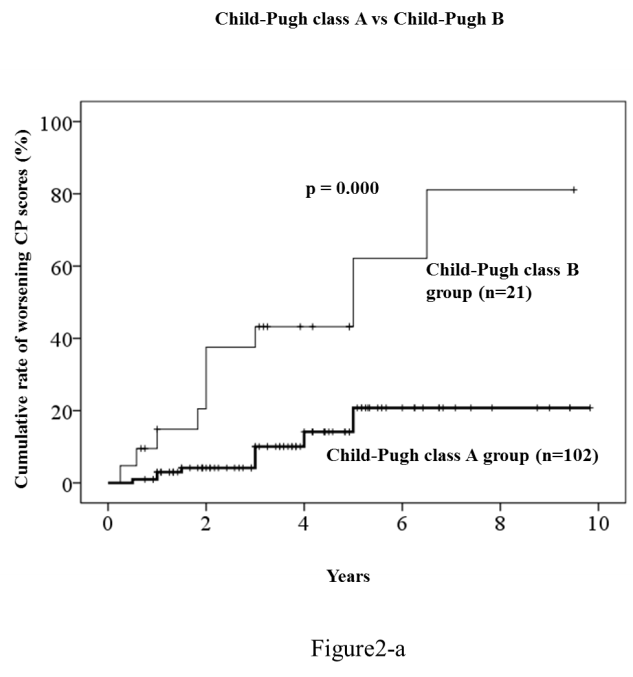 Child-Pugh class A vs Child-Pugh B
Cumulative rate of worsening CP scores (%)
100
80
60
40
20
0
p = 0.000
Child-Pugh class B
group (n=21)
Child-Pugh class A group (n=102)
0 2 4 6 8 10
Years
Figure2-a